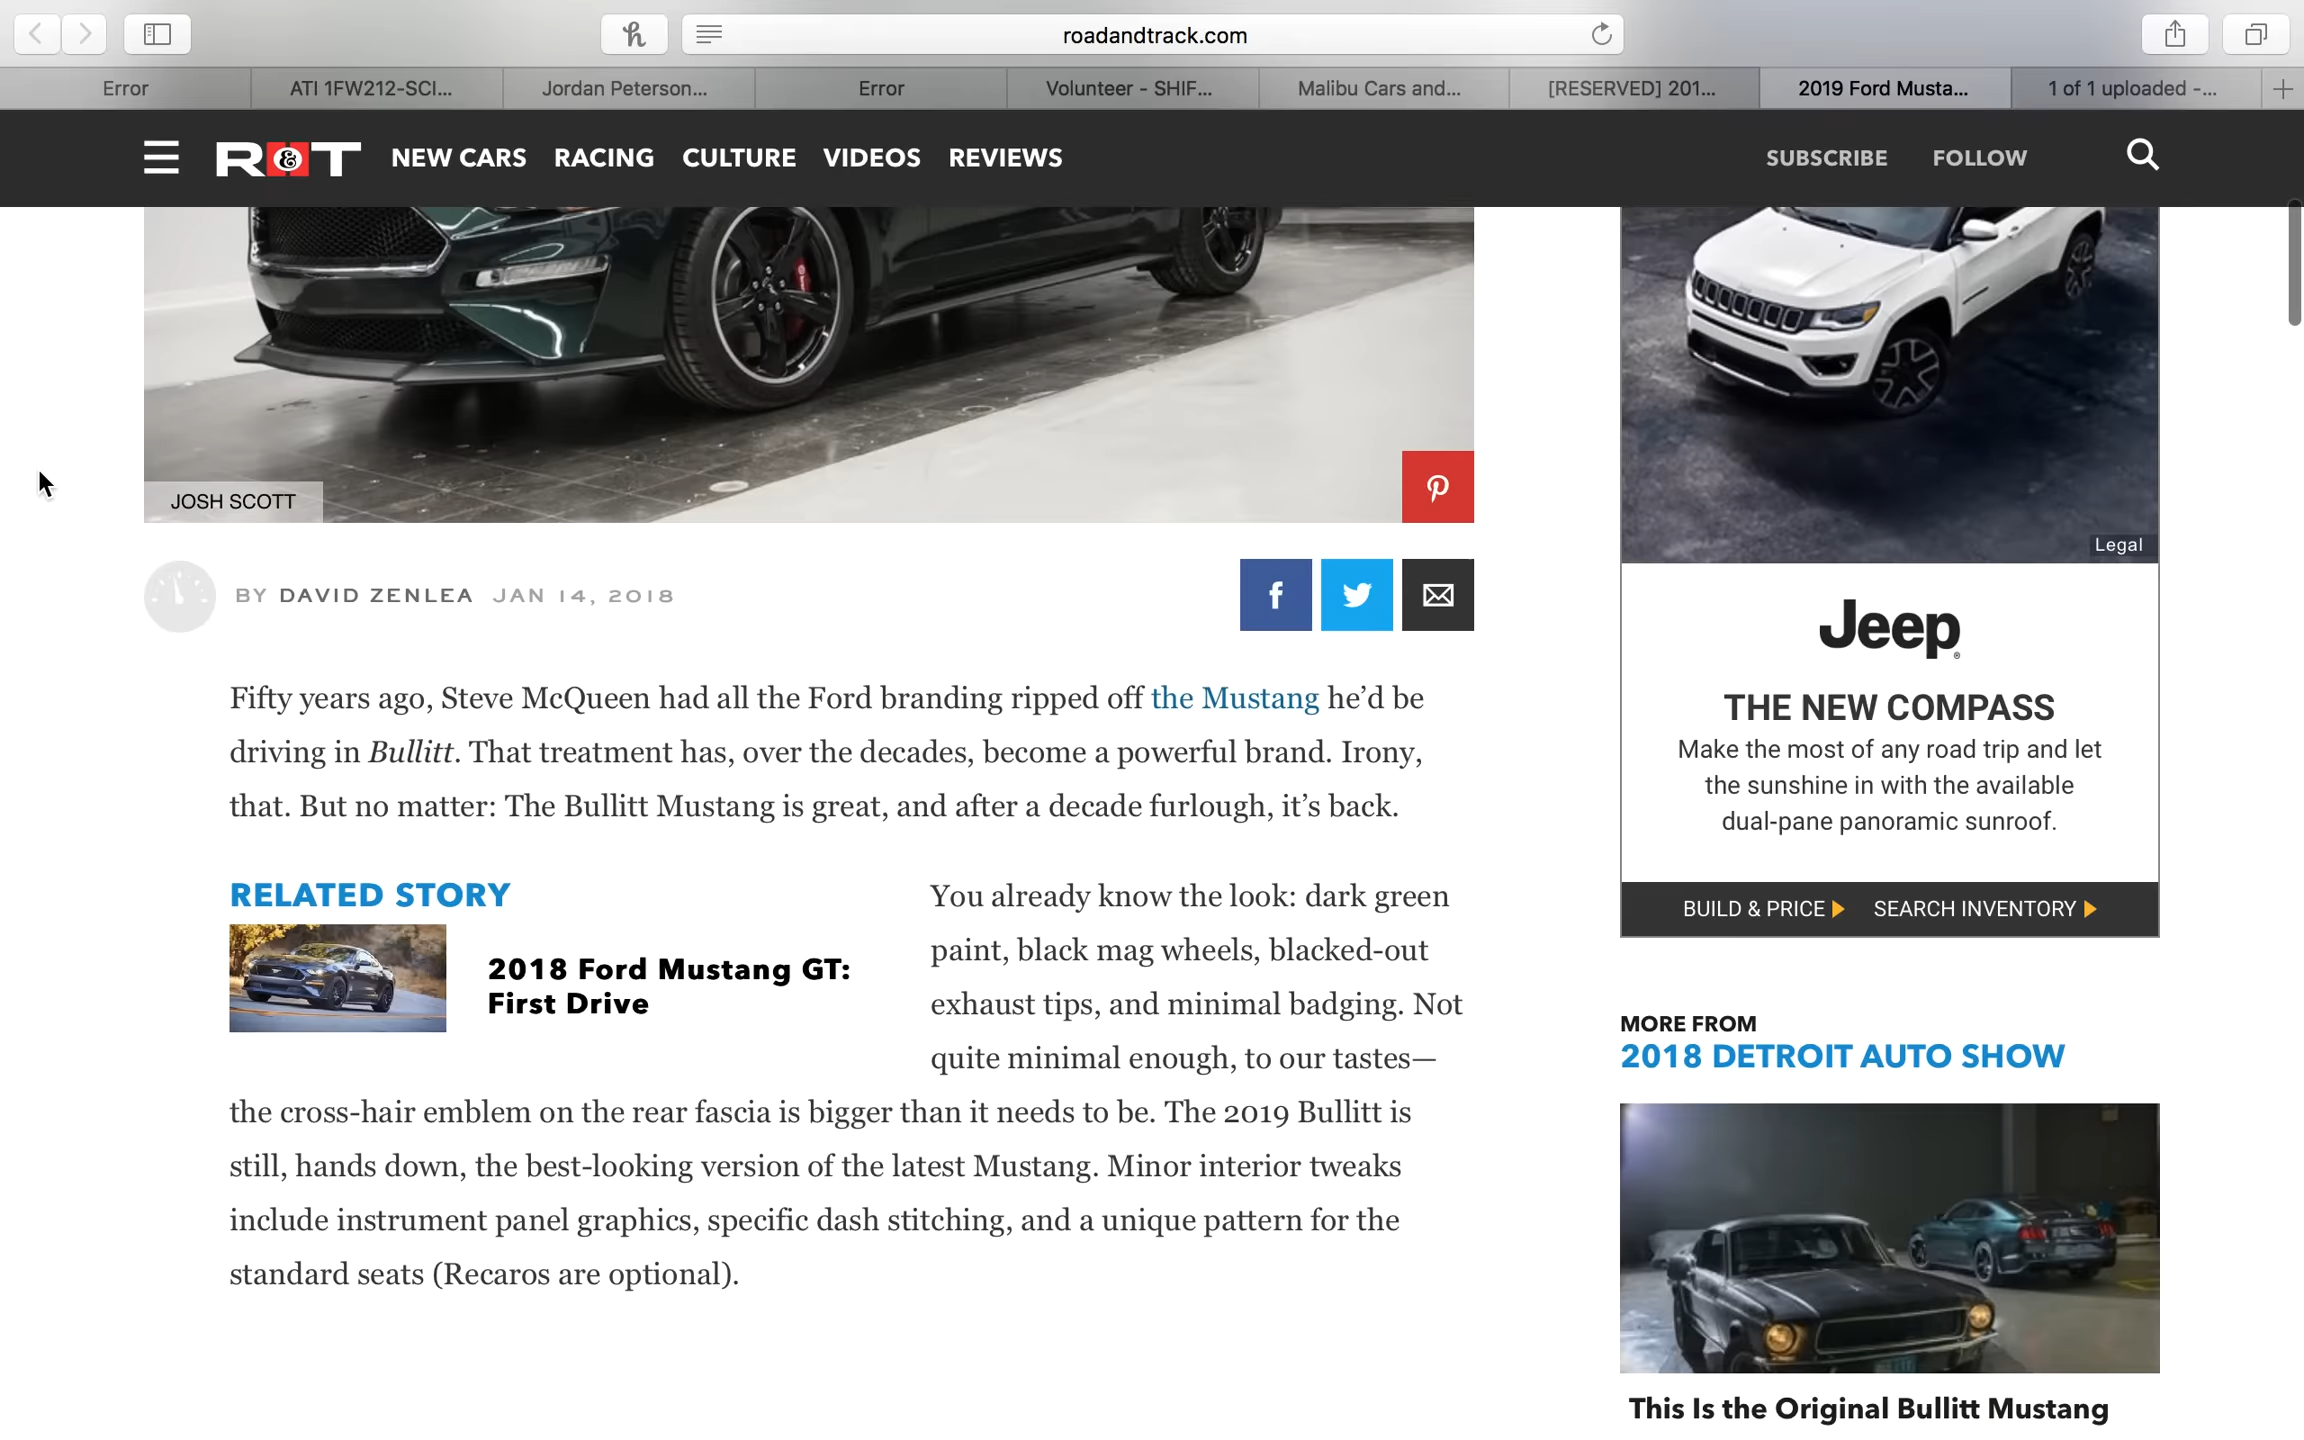 roadandtrack.com
Error
ATI 1FW212-SCI...
Jordan Peterson...
Error
Volunteer - SHIF...
Malibu Cars and...
[RESERVED] 201...
2019 Ford Musta...
1 of 1 uploaded -...
R&T
NEW CARS
RACING
CULTURE
VIDEOS
REVIEWS
SUBSCRIBE
FOLLOW
JOSH SCOTT
BY DAVID ZENLEA JAN 14, 2018
Fifty years ago, Steve McQueen had all the Ford branding ripped off the Mustang he’d be
driving in Bullitt. That treatment has, over the decades, become a powerful brand. Irony,
that. But no matter: The Bullitt Mustang is great, and after a decade furlough, it’s back.
RELATED STORY
2018 Ford Mustang GT:
First Drive
You already know the look: dark green
paint, black mag wheels, blacked-out
exhaust tips, and minimal badging. Not
quite minimal enough, to our tastes—
the cross-hair emblem on the rear fascia is bigger than it needs to be. The 2019 Bullitt is
still, hands down, the best-looking version of the latest Mustang. Minor interior tweaks
include instrument panel graphics, specific dash stitching, and a unique pattern for the
standard seats (Recaros are optional).
Legal
Jeep
THE NEW COMPASS
Make the most of any road trip and let
the sunshine in with the available
dual-pane panoramic sunroof.
BUILD & PRICE
SEARCH INVENTORY
MORE FROM
2018 DETROIT AUTO SHOW
This Is the Original Bullitt Mustang